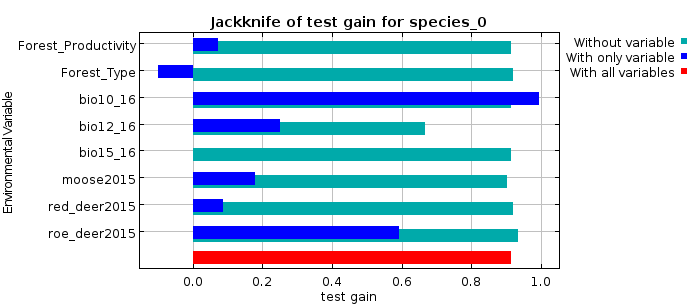 Jackknife of test gain for species_0
Environmental Variable
Forest_Productivity
Forest_Type
bio10_16
bio12_16
bio15_16
moose2015
red_deer2015
roe_deer2015
Without variable
With only variable
With all variables
0.0 0.2 0.4 0.6 0.8 1.0
test gain